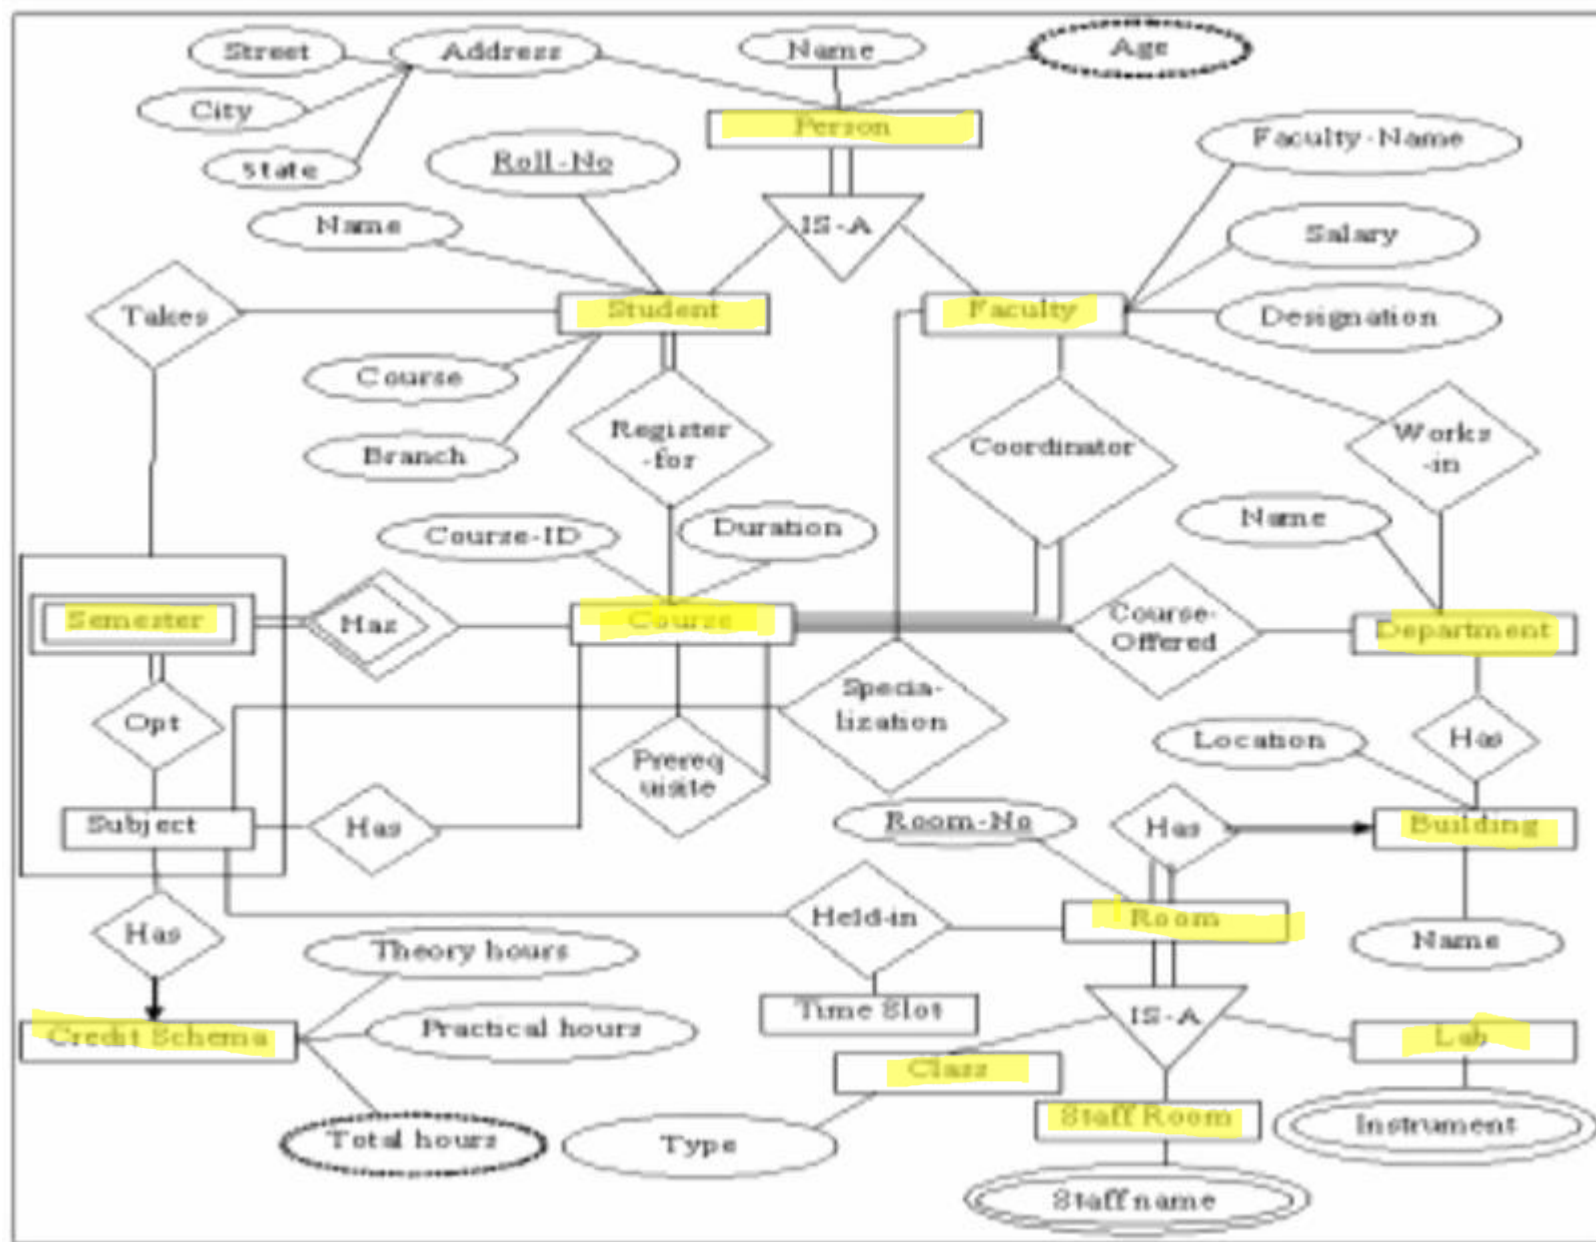 Street
Address
Name
Age
City
Person
State
Roll-No
Faculty-Name
Name
IS-A
Salary
Takes
Student
Faculty
Designation
Course
Register
-for
Coordinator
Works
-in
Branch
Course-ID
Duration
Name
Semester
Has
Course
Course-
Offered
Department
Opt
Specia-
lization
Location
Has
Prereq
uisite
Subject
Has
Room-No
Has
Building
Has
Held-in
Room
Name
Theory hours
Time Slot
IS-A
Credit Schema
Practical hours
Class
Lab
Total hours
Type
Staff Room
Instrument
Staff name